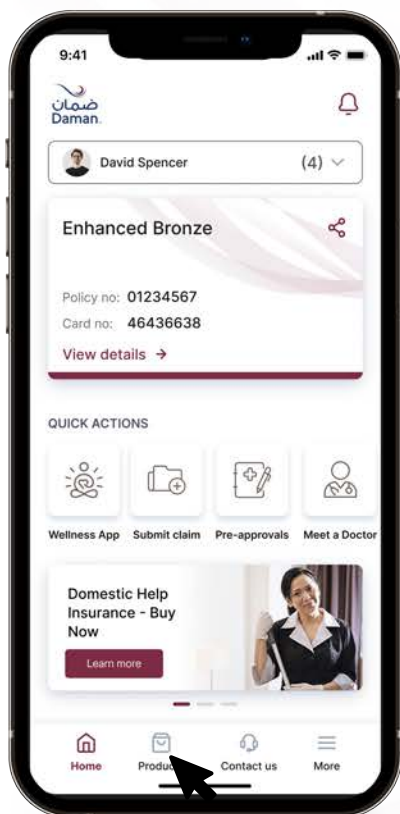 9:41
ضمان
Daman.
David Spencer (4)
Enhanced Bronze
Policy no: 01234567
Card no: 46436638
View details →
QUICK ACTIONS
Wellness App Submit claim Pre-approvals Meet a Doctor
Domestic Help
Insurance - Buy
Now
Learn more
Home Contact us More